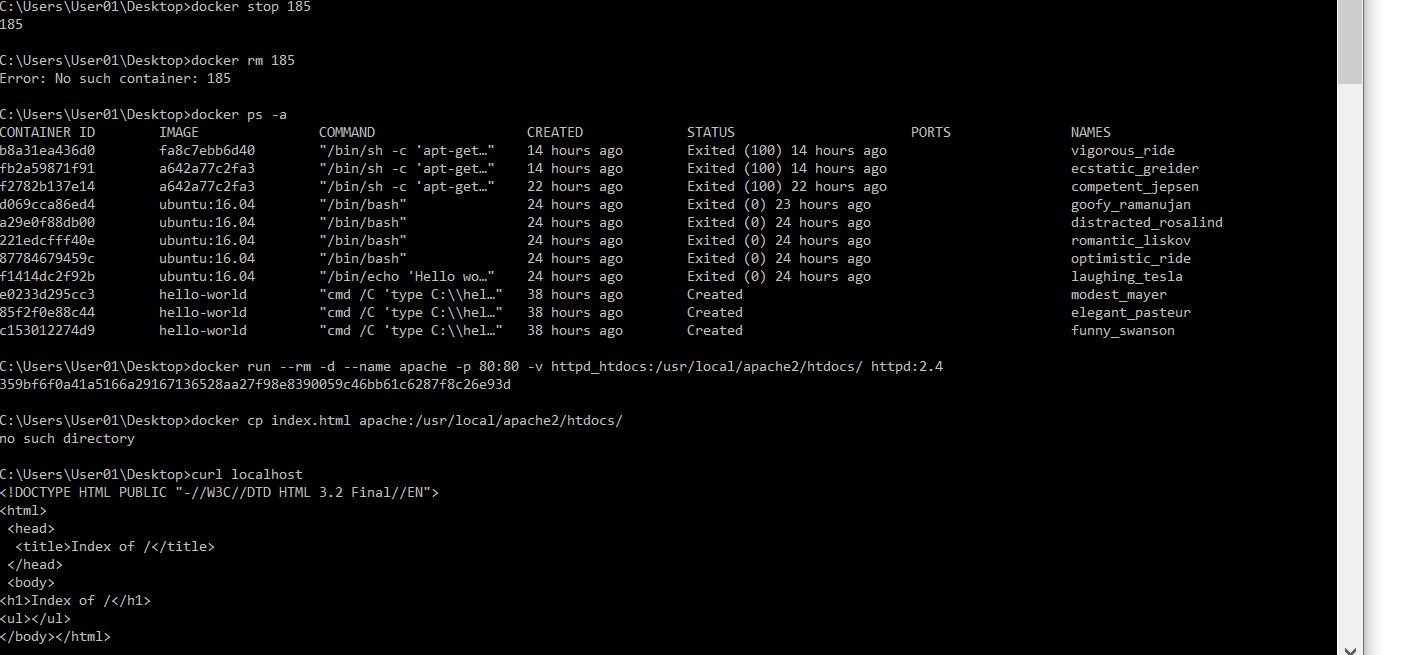 C:\Users\User01\Desktop>docker stop 185
185
C:\Users\User01\Desktop>docker rm 185
Error: No such container: 185
C:\Users\User01\Desktop>docker ps -a
CONTAINER ID IMAGE COMMAND CREATED STATUS PORTS NAMES
b8a31ea436d0 fa8c7ebb6d40 "/bin/sh -c 'apt-get…" 14 hours ago Exited (100) 14 hours ago vigorous_ride
fb2a59871f91 a642a77c2fa3 "/bin/sh -c 'apt-get…" 14 hours ago Exited (100) 14 hours ago ecstatic_greider
f2782b137e14 a642a77c2fa3 "/bin/sh -c 'apt-get…" 22 hours ago Exited (100) 22 hours ago competent_jepsen
d069cca86ed4 ubuntu:16.04 "/bin/bash" 24 hours ago Exited (0) 23 hours ago goofy_ramanujan
a29e0f88db00 ubuntu:16.04 "/bin/bash" 24 hours ago Exited (0) 24 hours ago distracted_rosalind
221edcfff40e ubuntu:16.04 "/bin/bash" 24 hours ago Exited (0) 24 hours ago romantic_liskov
87784679459c ubuntu:16.04 "/bin/bash" 24 hours ago Exited (0) 24 hours ago optimistic_ride
f1414dc2f92b ubuntu:16.04 "/bin/echo 'Hello wo…" 24 hours ago Exited (0) 24 hours ago laughing_tesla
e0233d295cc3 hello-world "cmd /C 'type C:\\hel…" 38 hours ago Created modest_mayer
85f2f0e88c44 hello-world "cmd /C 'type C:\\hel…" 38 hours ago Created elegant_pasteur
c153012274d9 hello-world "cmd /C 'type C:\\hel…" 38 hours ago Created funny_swanson
C:\Users\User01\Desktop>docker run --rm -d --name apache -p 80:80 -v httpd_htdocs:/usr/local/apache2/htdocs/ httpd:2.4
359bf6f0a41a5166a29167136528aa27f98e8390059c46bb61c6287f8c26e93d
C:\Users\User01\Desktop>docker cp index.html apache:/usr/local/apache2/htdocs/
no such directory
C:\Users\User01\Desktop>curl localhost
<!DOCTYPE HTML PUBLIC "-//W3C//DTD HTML 3.2 Final//EN">
<html>
<head>
<title>Index of /</title>
</head>
<body>
<h1>Index of /</h1>
<ul></ul>
</body></html>